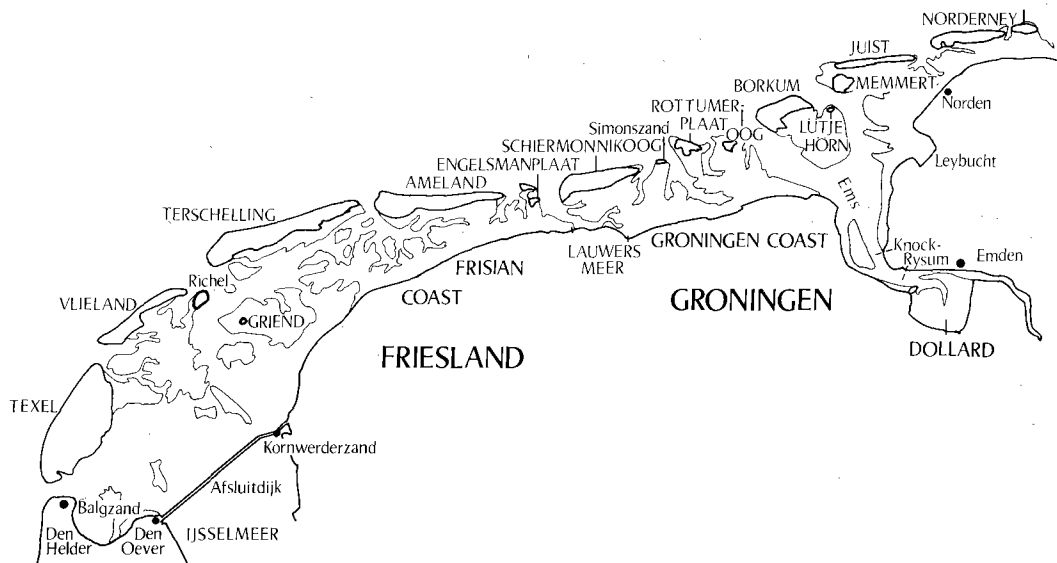 NORDERNEY
JUIST
MEMMERT
Norden
BORKUM
LÜTJE
HÖRN
ROTTUMER-
PLAAT
OOG
Simonszand
SCHIERMONNIKOOG
ENGELSMANPLAAT
AMELAND
Leybucht
Ems
TERSCHELLING
LAUWERS
MEER
GRONINGEN COAST
Knock-
Rysum
Emden
FRISIAN
COAST
Richel
VLIELAND
GRIEND
GRONINGEN
DOLLARD
FRIESLAND
TEXEL
Kornwerderzand
Afsluitdijk
Balgzand
Den
Helder
Den
Oever
IJSSELMEER